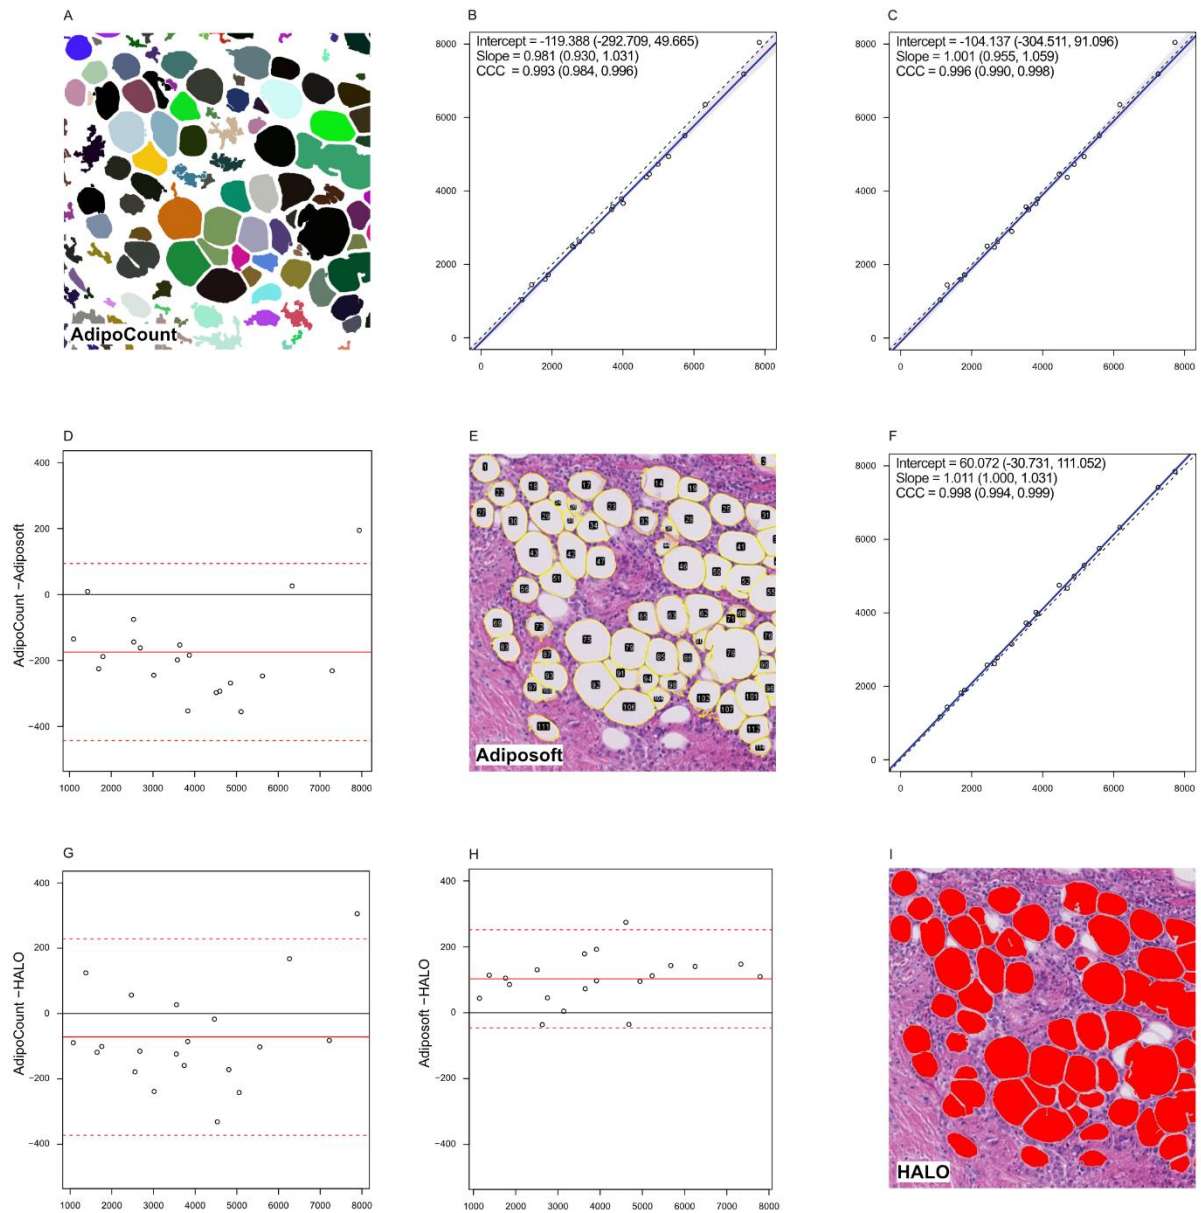 A
AdipoCount
B
Intercept = -119.388 (-292.709, 49.665)
Slope = 0.981 (0.930, 1.031)
CCC = 0.993 (0.984, 0.996)
8000
6000
4000
2000
0
0 2000 4000 6000 8000
C
Intercept = -104.137 (-304.511, 91.096)
Slope = 1.001 (0.955, 1.059)
CCC = 0.996 (0.990, 0.998)
8000
6000
4000
2000
0
0 2000 4000 6000 8000
D
AdipoCount −Adiposoft
400
200
0
−200
−400
1000 2000 3000 4000 5000 6000 7000 8000
E
Adiposoft
F
Intercept = 60.072 (-30.731, 111.052)
Slope = 1.011 (1.000, 1.031)
CCC = 0.998 (0.994, 0.999)
8000
6000
4000
2000
0
0 2000 4000 6000 8000
G
AdipoCount −HALO
400
200
0
−200
−400
1000 2000 3000 4000 5000 6000 7000 8000
H
Adiposoft −HALO
400
200
0
−200
−400
1000 2000 3000 4000 5000 6000 7000 8000
I
HALO